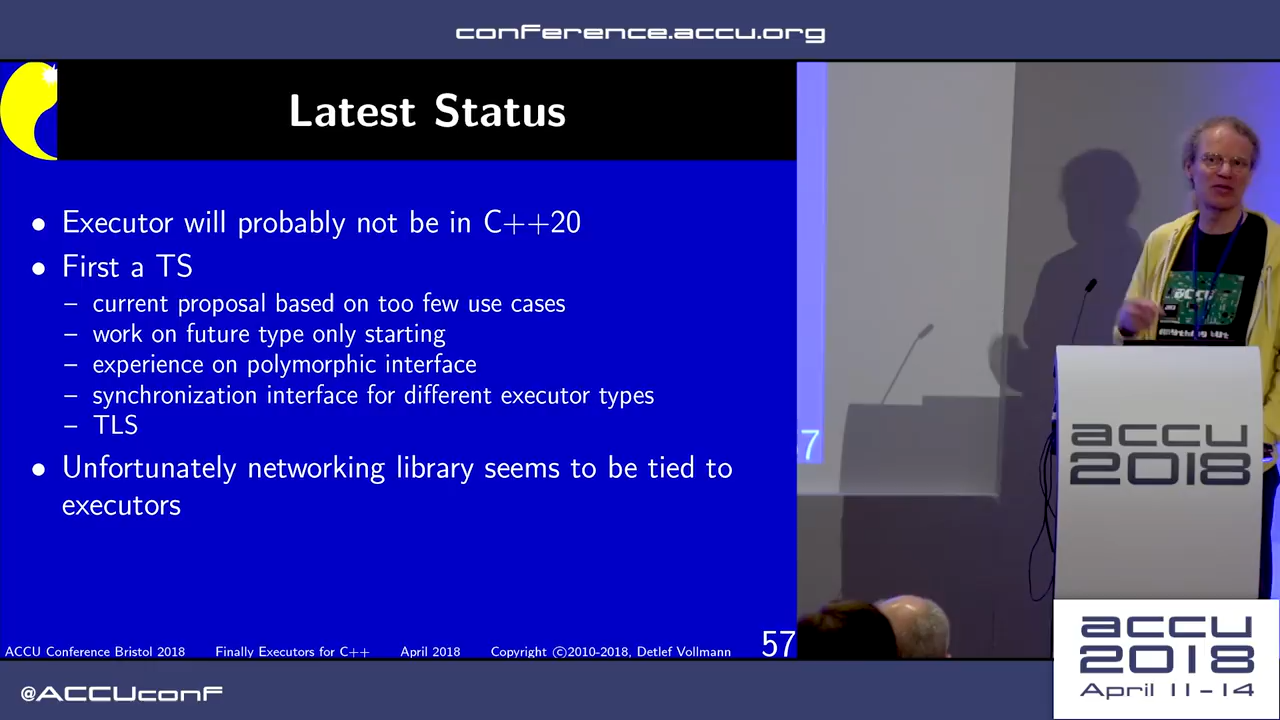 conference.accu.org
Latest Status
• Executor will probably not be in C++20
• First a TS
– current proposal based on too few use cases
– work on future type only starting
– experience on polymorphic interface
– synchronization interface for different executor types
– TLS
• Unfortunately networking library seems to be tied to
executors
ACCU Conference Bristol 2018 Finally Executors for C++ April 2018 Copyright ©2010-2018, Detlef Vollmann 57
7
accu
accu
2018
accu
2018
April 11-14
@ACCUconf